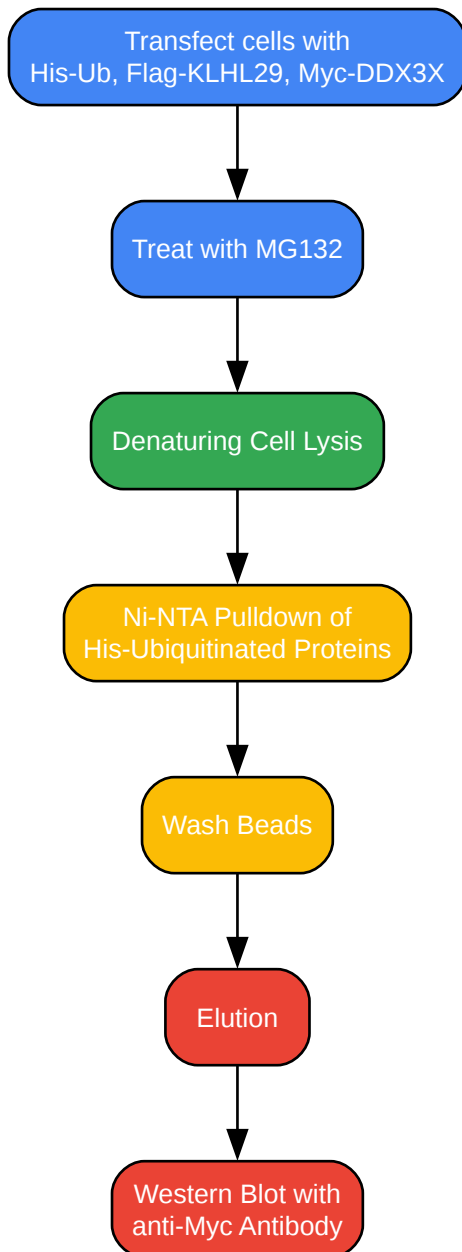 Transfect cells with
His-Ub, Flag-KLHL29, Myc-DDX3X
Treat with MG132
Denaturing Cell Lysis
Ni-NTA Pulldown of
His-Ubiquitinated Proteins
Wash Beads
Elution
Western Blot with
anti-Myc Antibody